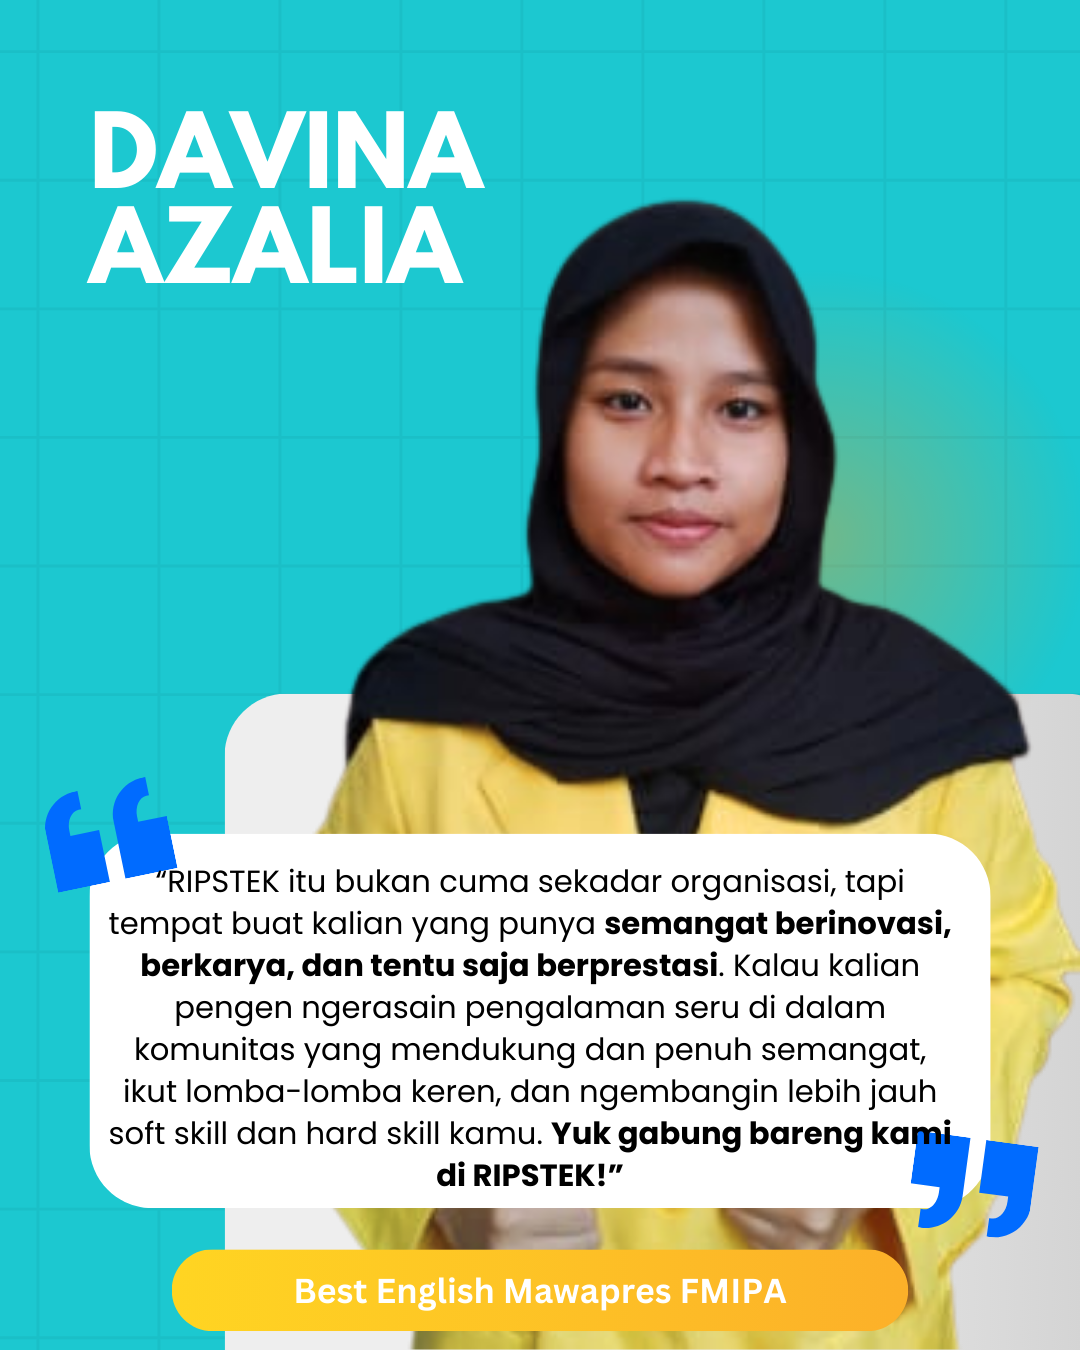 DAVINA
AZALIA
“RIPSTEK itu bukan cuma sekadar organisasi, tapi
tempat buat kalian yang punya semangat berinovasi,
berkarya, dan tentu saja berprestasi. Kalau kalian
pengen ngerasain pengalaman seru di dalam
komunitas yang mendukung dan penuh semangat,
ikut lomba-lomba keren, dan ngembangin lebih jauh
soft skill dan hard skill kamu. Yuk gabung bareng kami
di RIPSTEK!”
Best English Mawapres FMIPA